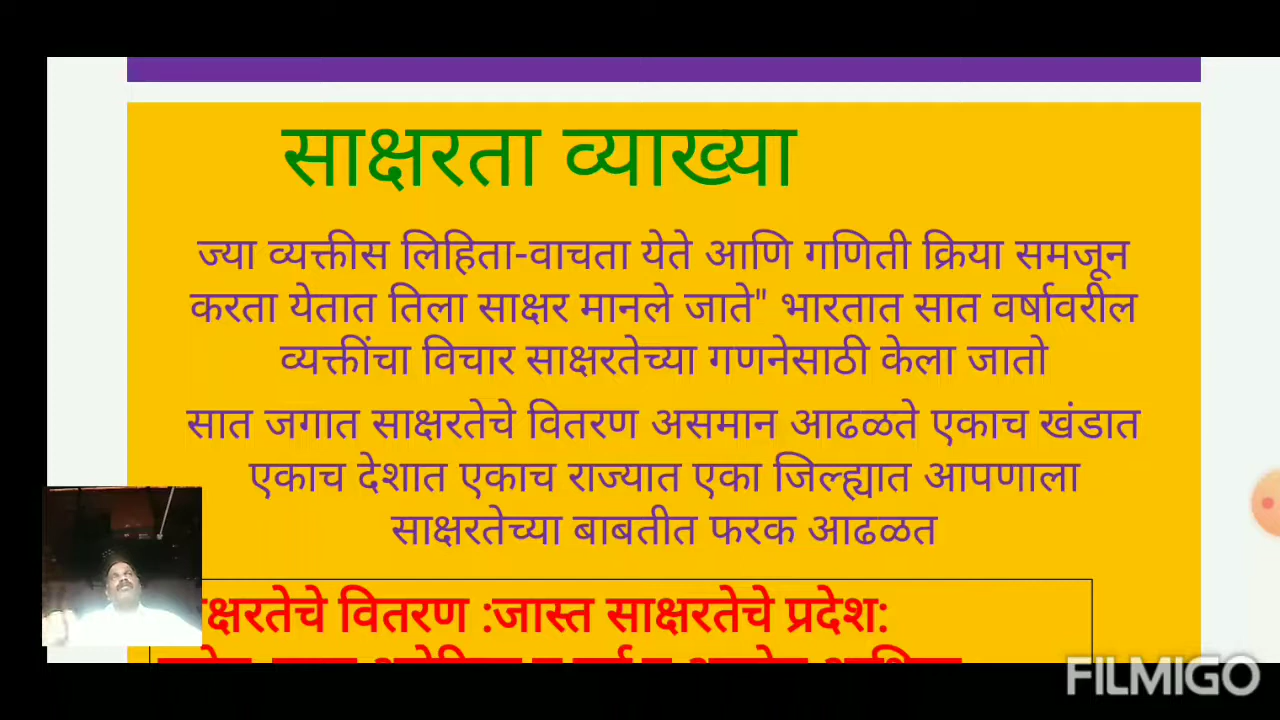 साक्षरता व्याख्या
ज्या व्यक्तीस लिहिता-वाचता येते आणि गणिती क्रिया समजून
करता येतात तिला साक्षर मानले जाते" भारतात सात वर्षावरील
व्यक्तींचा विचार साक्षरतेच्या गणनेसाठी केला जातो
सात जगात साक्षरतेचे वितरण असमान आढळते एकाच खंडात
एकाच देशात एकाच राज्यात एका जिल्ह्यात आपणाला
साक्षरतेच्या बाबतीत फरक आढळत
वितरण :जास्त साक्षरतेचे प्रदेश:
FILMIGO